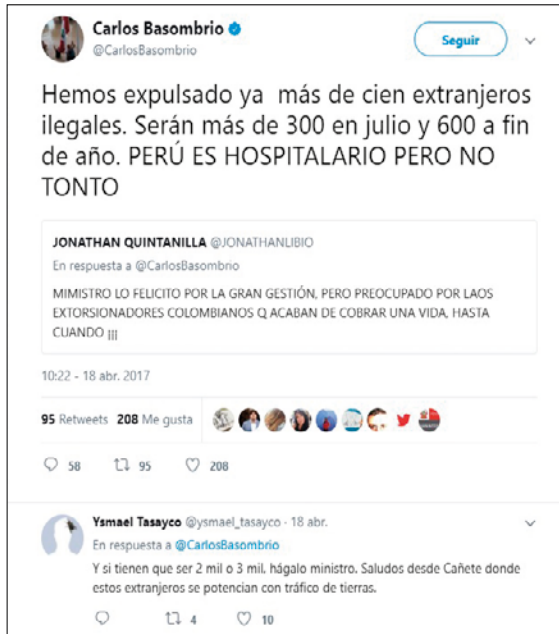 Carlos Basombrio
@CarlosBasombrio
Seguir
Hemos expulsado ya más de cien extranjeros
ilegales. Serán más de 300 en julio y 600 a fin
de año. PERÚ ES HOSPITALARIO PERO NO
TONTO
JONATHAN QUINTANILLA @JONATHANLIBIO
En respuesta a @CarlosBasombrio
MIMISTRO LO FELICITO POR LA GRAN GESTIÓN, PERO PREOCUPADO POR LAOS
EXTORSIONADORES COLOMBIANOS Q ACABAN DE COBRAR UNA VIDA, HASTA
CUANDO ¡¡¡
10:22 - 18 abr. 2017
95 Retweets 208 Me gusta
58 95 208
Ysmael Tasayco @ysmael_tasayco · 18 abr.
En respuesta a @CarlosBasombrio
Y si tienen que ser 2 mil o 3 mil. hágalo ministro. Saludos desde Cañete donde
estos extranjeros se potencian con tráfico de tierras.
4 10